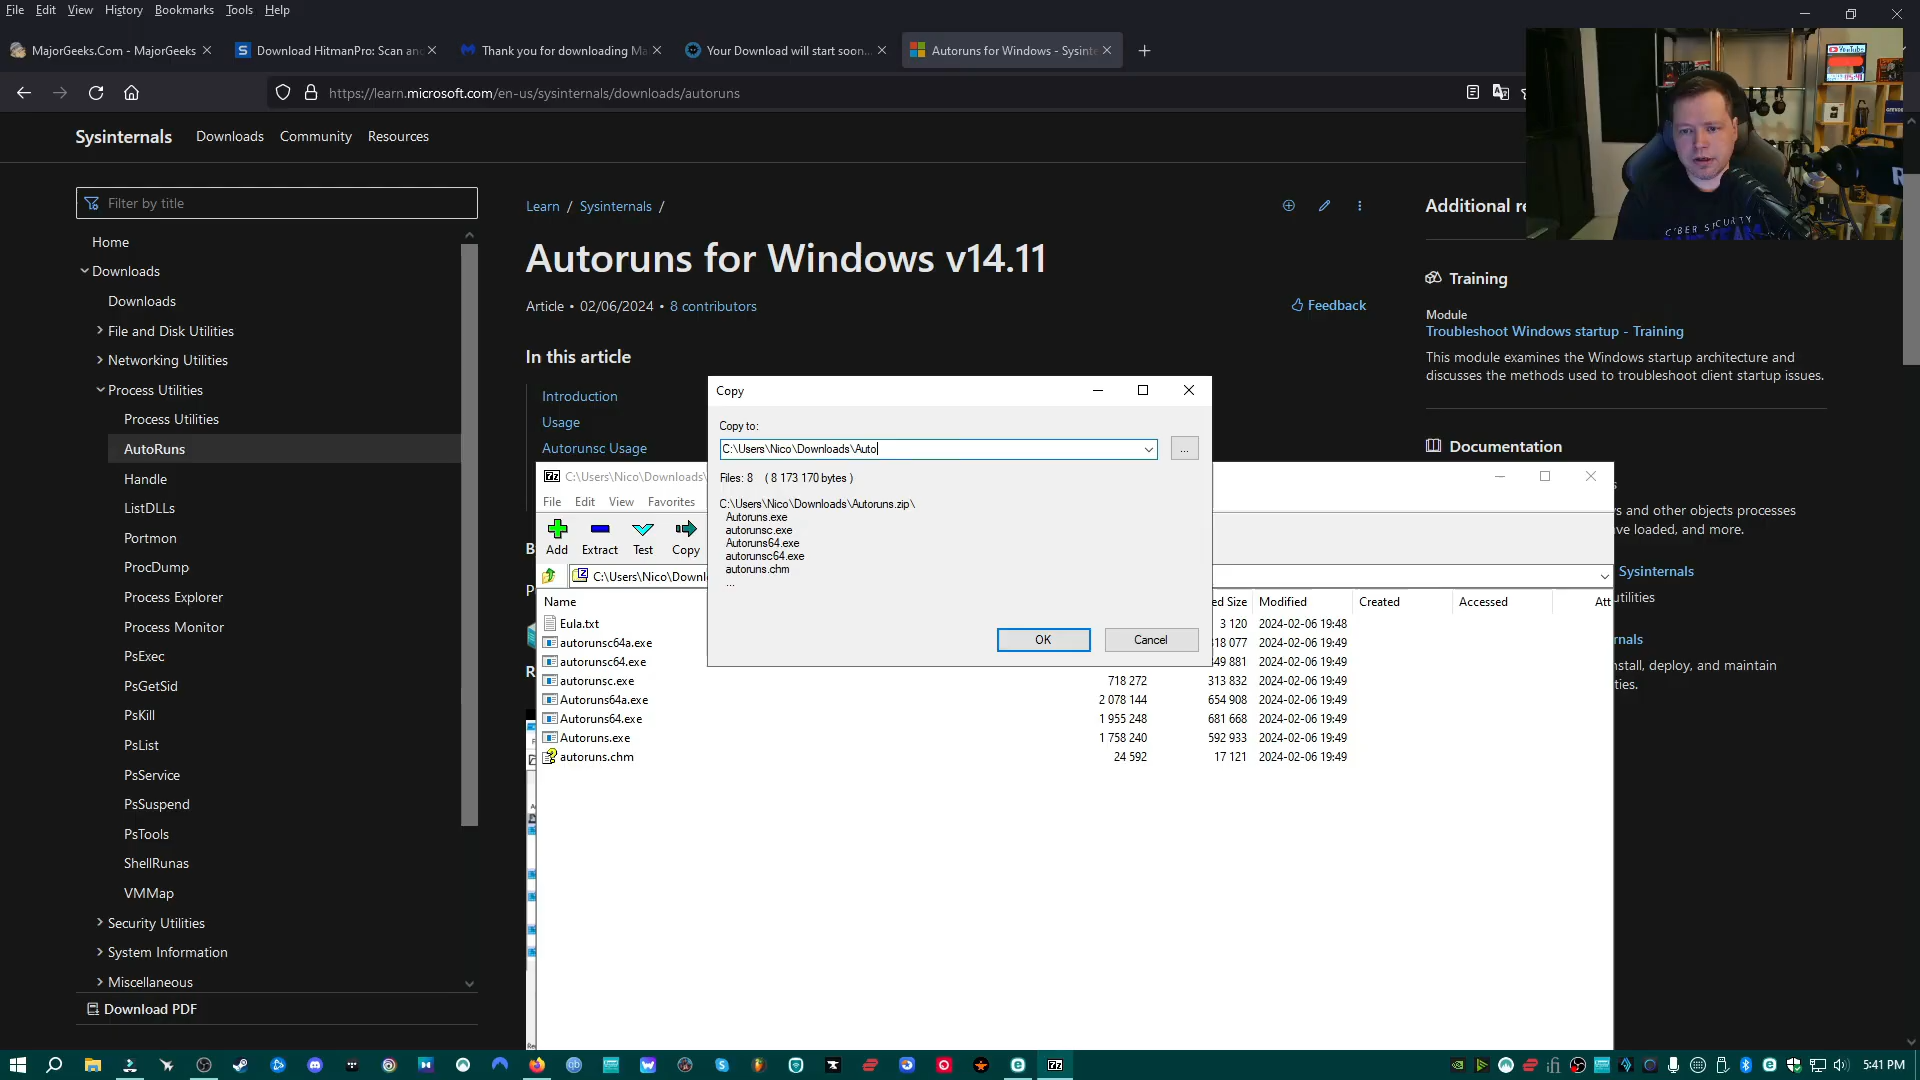 File Edit View History Bookmarks Tools Help
MajorGeeks.Com - MajorGeeks
Download HitmanPro: Scan and
Thank you for downloading Ma
Your Download will start soon...
Autoruns for Windows - Sysinte
https://learn.microsoft.com/en-us/sysinternals/downloads/autoruns
YouTube
CYBER SECURITY
Sysinternals Downloads Community Resources
Filter by title
Home
Downloads
Downloads
File and Disk Utilities
Networking Utilities
Process Utilities
Process Utilities
AutoRuns
Handle
ListDLLs
Portmon
ProcDump
Process Explorer
Process Monitor
PsExec
PsGetSid
PsKill
PsList
PsService
PsSuspend
PsTools
ShellRunas
VMMap
Security Utilities
System Information
Miscellaneous
Download PDF
Learn / Sysinternals /
Autoruns for Windows v14.11
Article • 02/06/2024 • 8 contributors
Feedback
In this article
Introduction
Usage
Autorunsc Usage
Additional re
Training
Module
Troubleshoot Windows startup - Training
This module examines the Windows startup architecture and
discusses the methods used to troubleshoot client startup issues.
Documentation
s
s and other objects processes
ve loaded, and more.
Sysinternals
utilities
nals
stall, deploy, and maintain
ties.
Copy
Copy to:
C:\Users\Nico\Downloads\Auto
...
Files: 8 ( 8 173 170 bytes )
C:\Users\Nico\Downloads\Autoruns.zip\
Autoruns.exe
autorunsc.exe
Autoruns64.exe
autorunsc64.exe
autoruns.chm
...
OK Cancel
7z C:\Users\Nico\Downloads\
File Edit View Favorites
Add Extract Test Copy
C:\Users\Nico\Downl
Name ed Size Modified Created Accessed Att
Eula.txt 3 120 2024-02-06 19:48
autorunsc64a.exe 318 077 2024-02-06 19:49
autorunsc64.exe 49 881 2024-02-06 19:49
autorunsc.exe 718 272 313 832 2024-02-06 19:49
Autoruns64a.exe 2 078 144 654 908 2024-02-06 19:49
Autoruns64.exe 1 955 248 681 668 2024-02-06 19:49
Autoruns.exe 1 758 240 592 933 2024-02-06 19:49
autoruns.chm 24 592 17 121 2024-02-06 19:49
5:41 PM